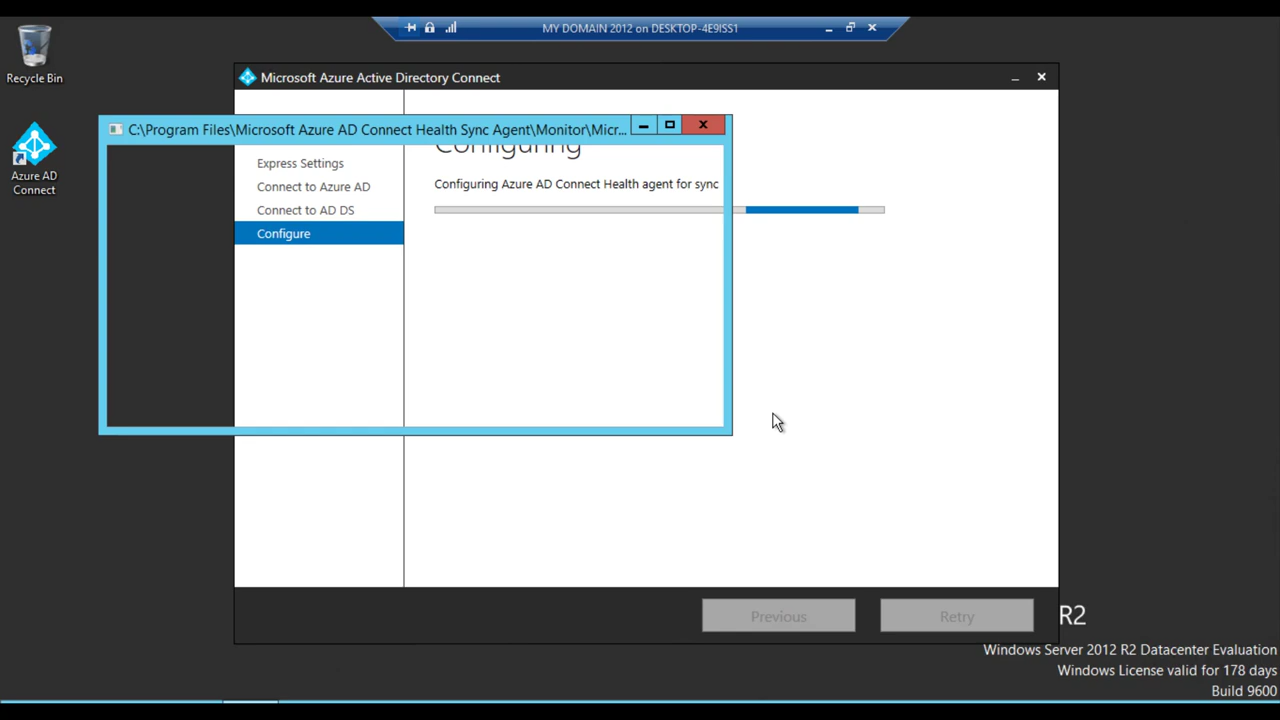 MY DOMAIN 2012 on DESKTOP-4E9ISS1
Recycle Bin
Azure AD
Connect
Microsoft Azure Active Directory Connect
C:\Program Files\Microsoft Azure AD Connect Health Sync Agent\Monitor\Micr...
Express Settings
Connect to Azure AD
Connect to AD DS
Configure
Configuring
Configuring Azure AD Connect Health agent for sync
Previous
Retry
R2
Windows Server 2012 R2 Datacenter Evaluation
Windows License valid for 178 days
Build 9600